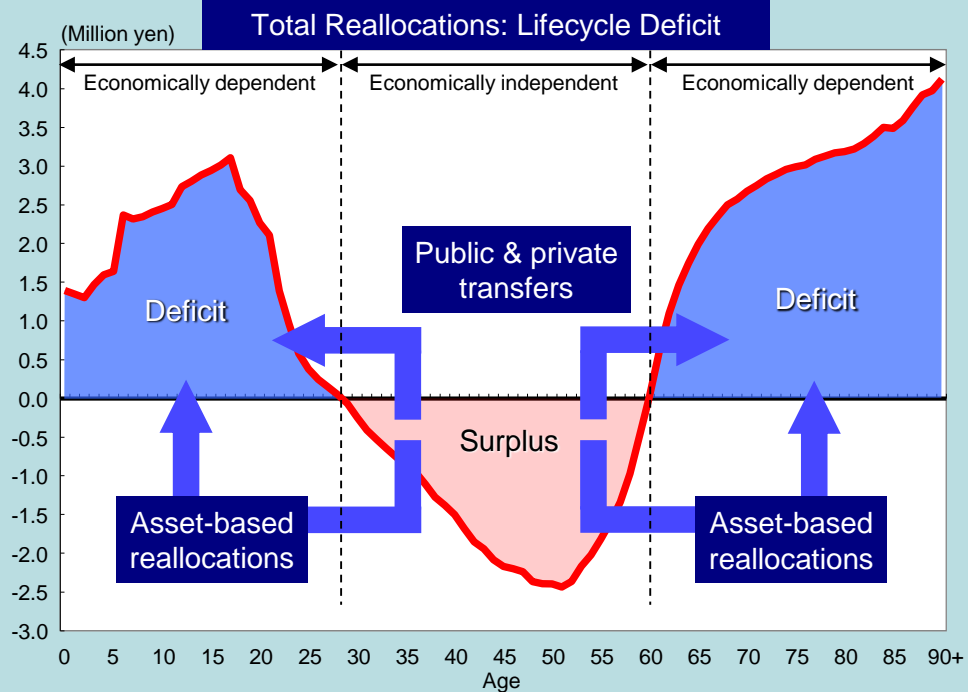 Total Reallocations: Lifecycle Deficit
(Million yen)
4.5
4.0
3.5
3.0
2.5
2.0
1.5
1.0
0.5
0.0
-0.5
-1.0
-1.5
-2.0
-2.5
-3.0
Economically dependent
Economically independent
Economically dependent
Public & private
transfers
Deficit
Deficit
Surplus
Asset-based
reallocations
Asset-based
reallocations
0 5 10 15 20 25 30 35 40 45 50 55 60 65 70 75 80 85 90+
Age